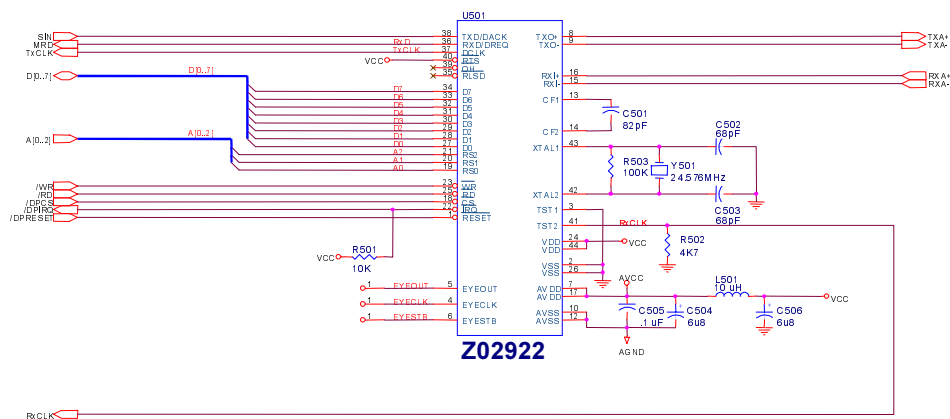 U501
SIN 38 TXD/DACK TXO+ 8 TXA+
MRD RxD 36 RXD/DREQ TXO- 9 TXA-
TxCLK TxCLK 37 DCLK
VCC 40 RTS
39 OH
35 RLSD
D[0..7] D[0..7] RXI+ 16 RXA+
RXI- 15 RXA-
D7 34 D7
D6 33 D6 CF1 13
D5 32 D5
D4 31 D4 C501
D3 30 D3 82pF
D2 29 D2
D1 28 D1 CF2 14
D0 27 D0
A[0..2] A[0..2]
A2 21 RS2 XTAL1 43
A1 20 RS1
A0 19 RS0
C502
68pF
R503
100K
Y501
24.576MHz
/WR 23 WR
/RD 25 RD XTAL2 42
/DPCS 18 CS
/DPIRQ 22 IRQ TST1 3
/DPRESET 1 RESET TST2 41 RxCLK
C503
68pF
R502
4K7
VDD 24 VCC
VDD 44
R501
VCC
10K
VSS 2
VSS 26
1 EYEOUT 5 EYEOUT AVDD 7
AVDD 17
AVCC
L501
10 uH
VCC
1 EYECLK 4 EYECLK
AVSS 10
AVSS 12
1 EYESTB 6 EYESTB
C505
.1 uF
C504
6u8
C506
6u8
AGND
Z02922
RxCLK